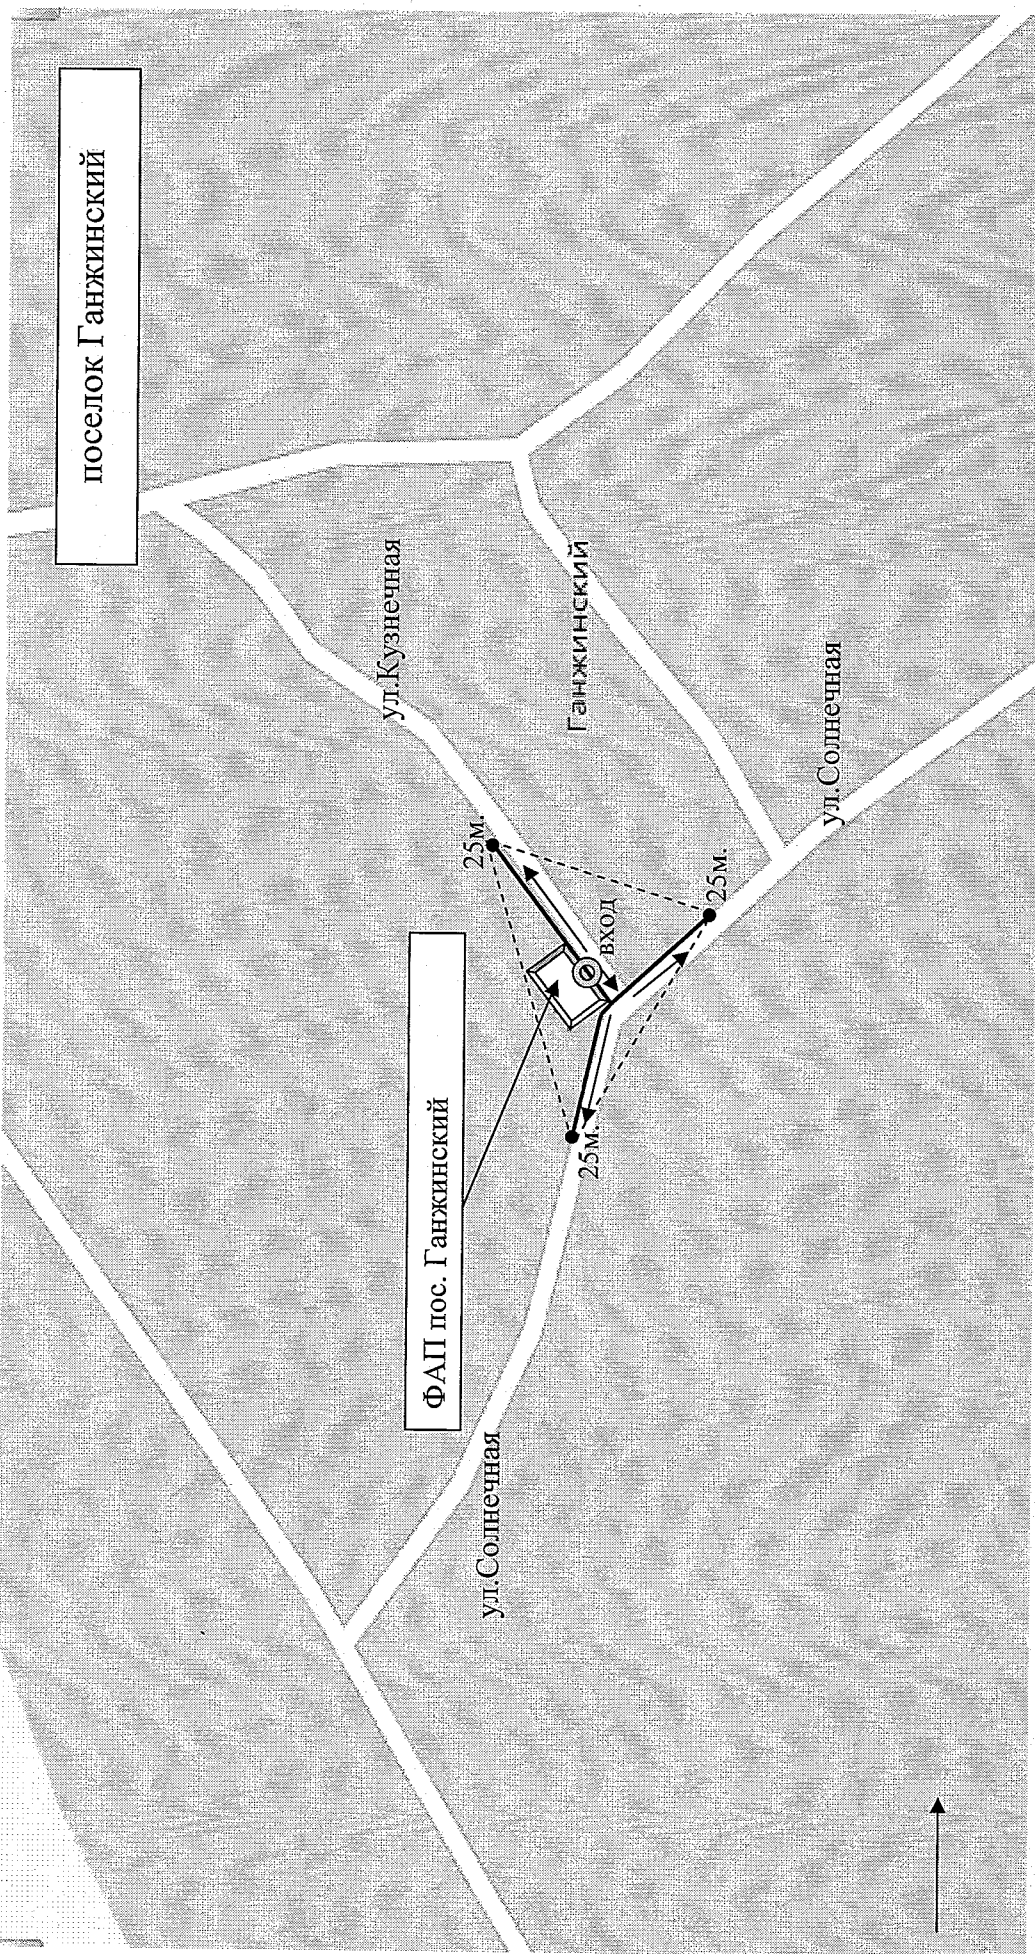 поселок Ганжинский
ул.Кузнечная
Ганжинский
ул.Солнечная
25м.
25м.
вход
25м.
ФАП пос. Ганжинский
ул.Солнечная